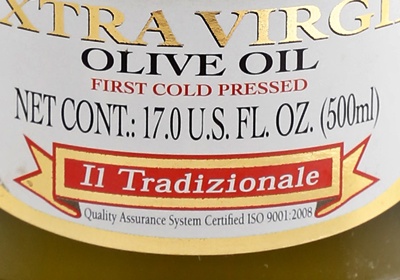 XTRA VIRGI
OLIVE OIL
FIRST COLD PRESSED
NET CONT.: 17.0 U.S. FL. OZ. (500ml)
Il Tradizionale
Quality Assurance System Certified ISO 9001:2008